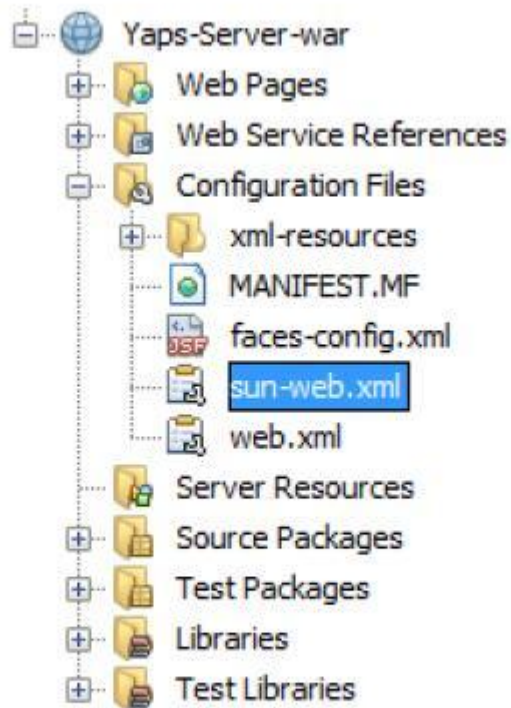 Yaps-Server-war
Web Pages
Web Service References
Configuration Files
xml-resources
MANIFEST.MF
JSF faces-config.xml
sun-web.xml
web.xml
Server Resources
Source Packages
Test Packages
Libraries
Test Libraries